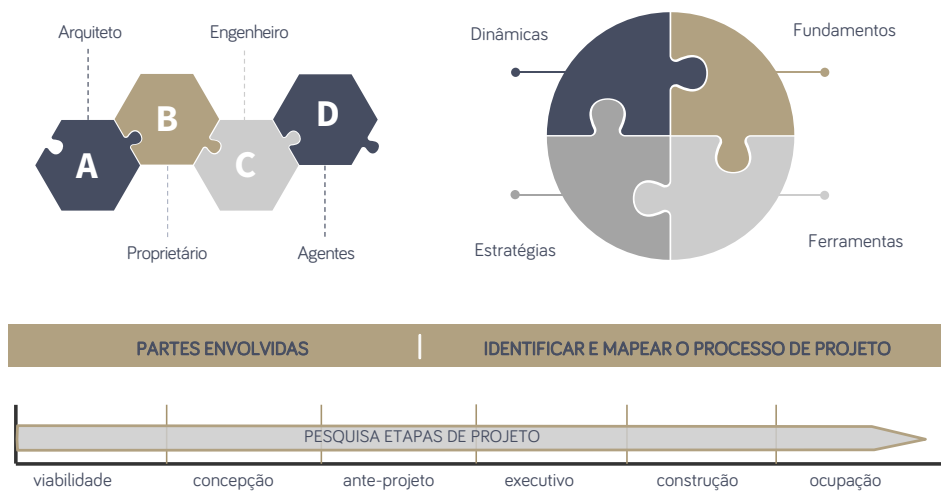 Arquiteto
Engenheiro
A
B
C
D
Proprietário
Agentes
Dinâmicas
Fundamentos
Estratégias
Ferramentas
PARTES ENVOLVIDAS
IDENTIFICAR E MAPEAR O PROCESSO DE PROJETO
PESQUISA ETAPAS DE PROJETO
viabilidade
concepção
ante-projeto
executivo
construção
ocupação